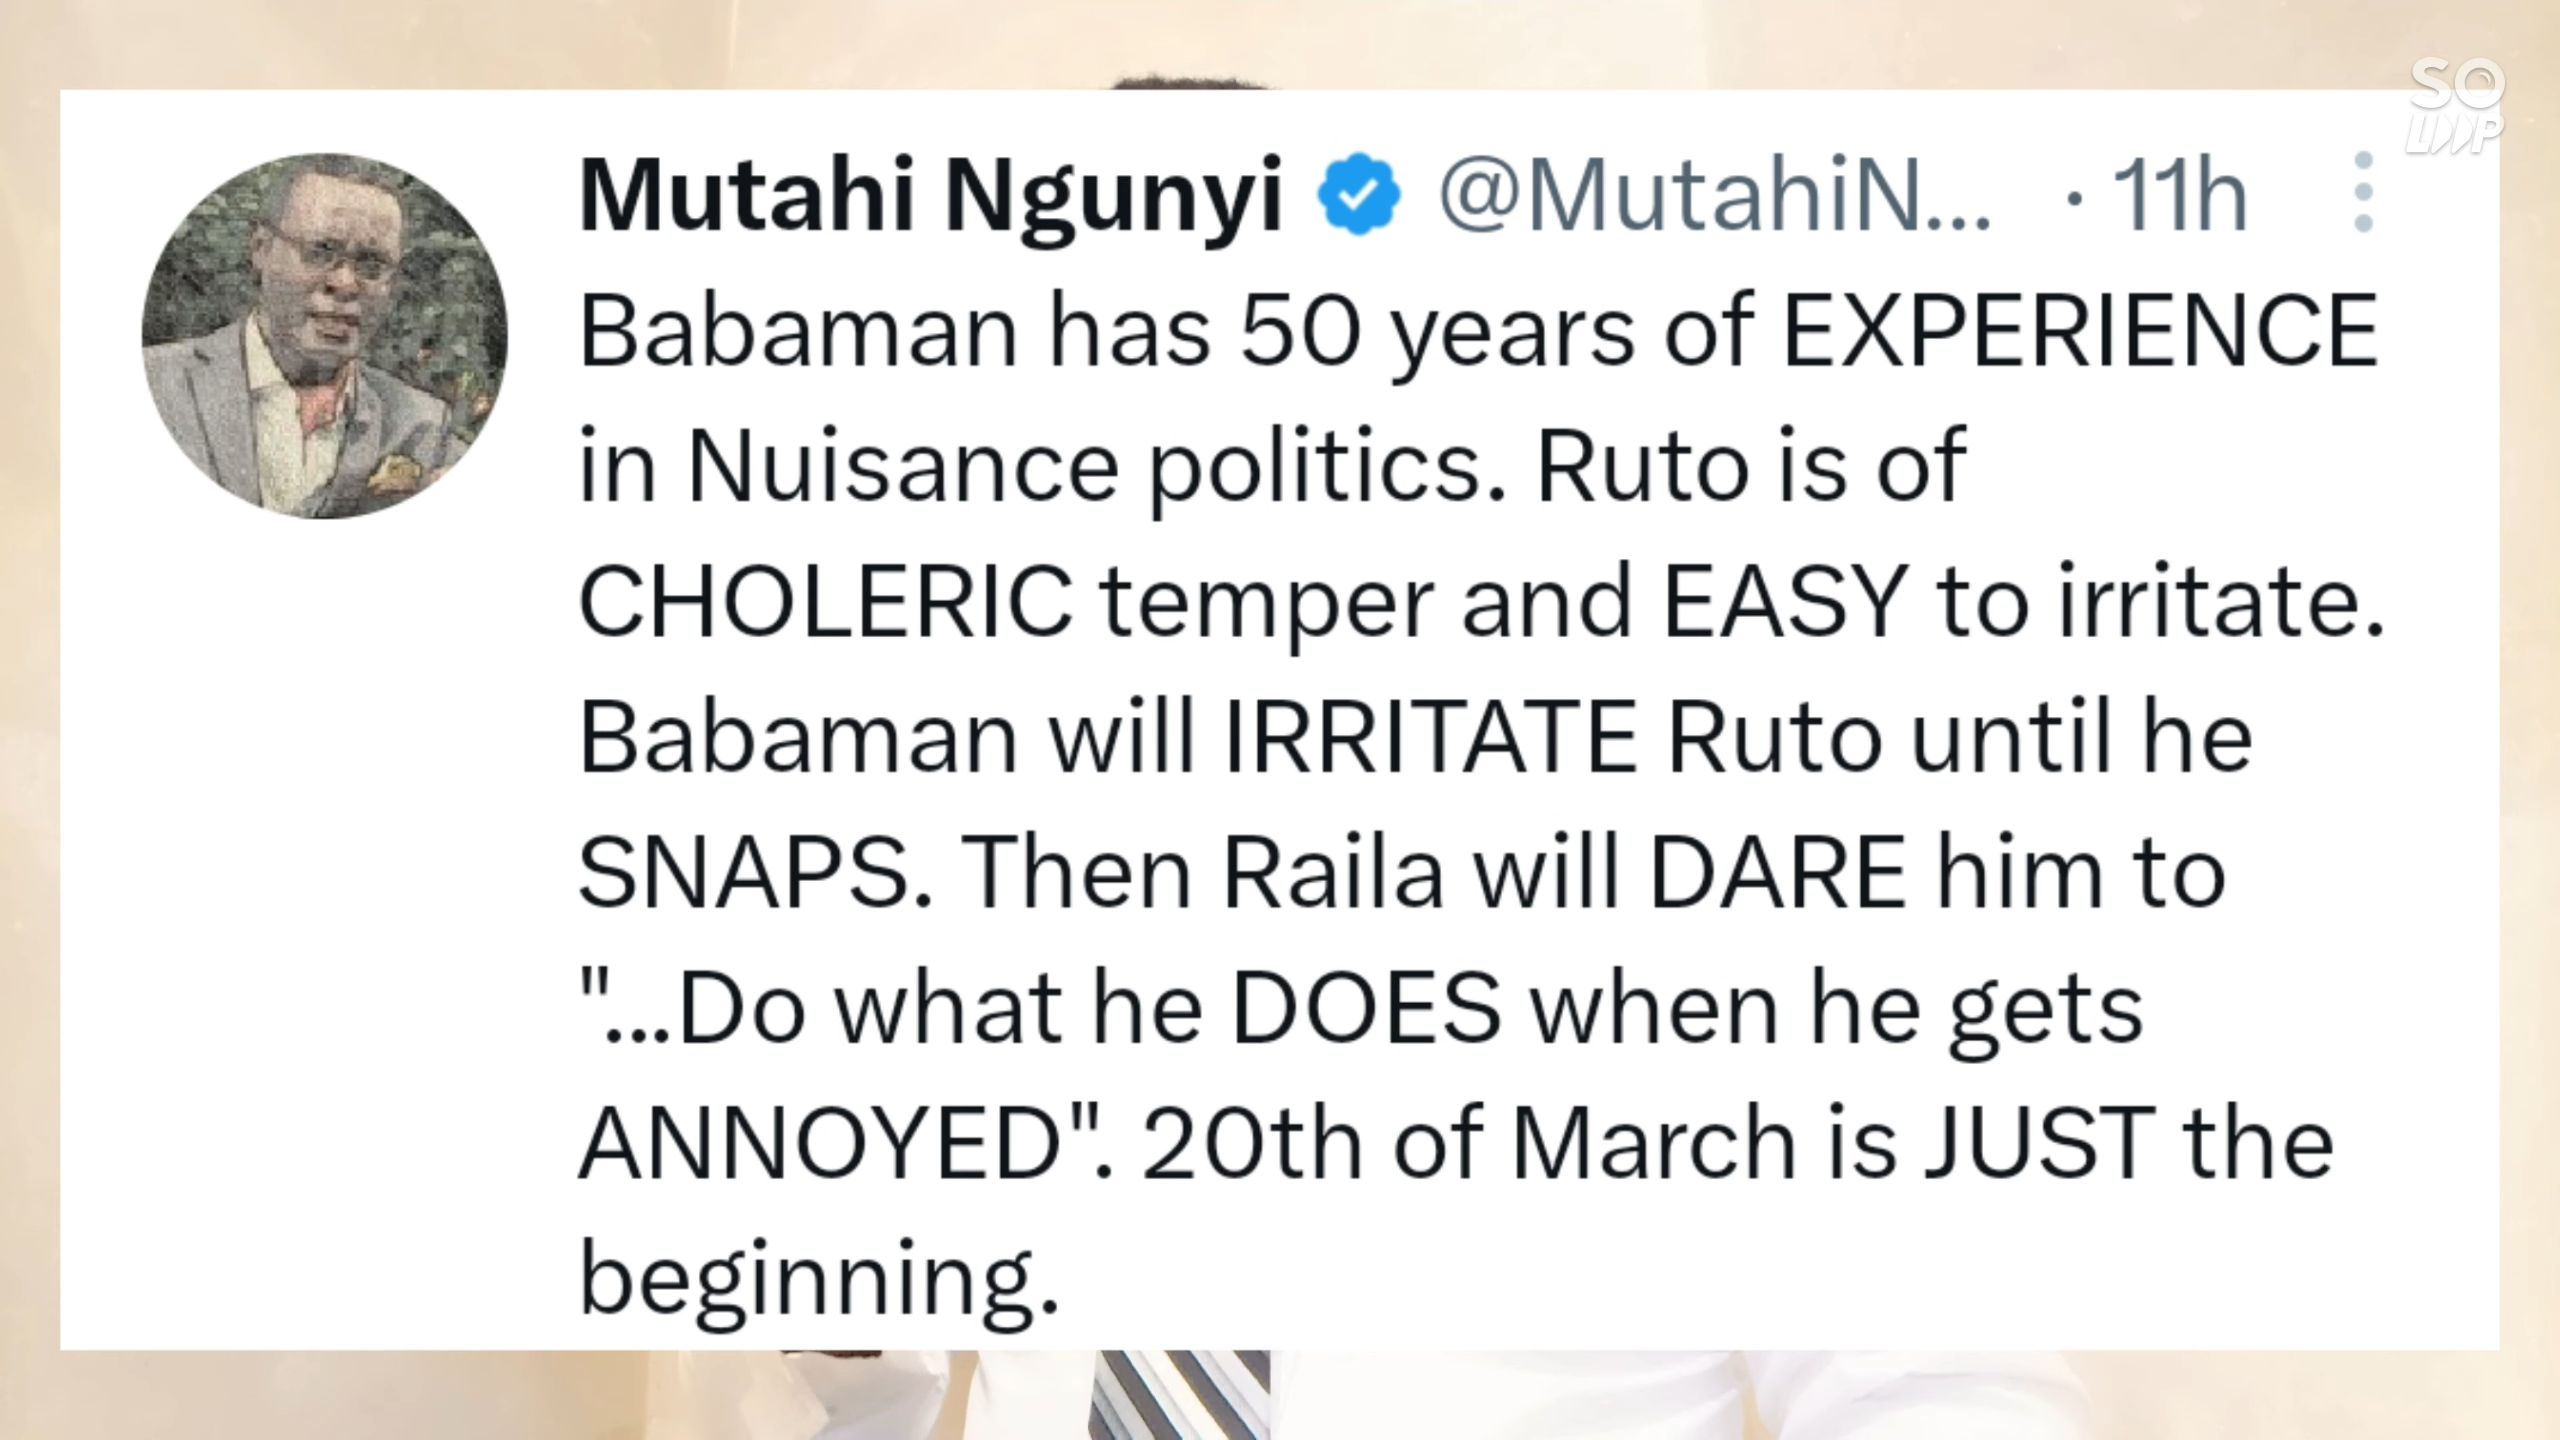 SO
Mutahi Ngunyi @MutahiN... · 11h
Babaman has 50 years of EXPERIENCE
in Nuisance politics. Ruto is of
CHOLERIC temper and EASY to irritate.
Babaman will IRRITATE Ruto until he
SNAPS. Then Raila will DARE him to
"...Do what he DOES when he gets
ANNOYED". 20th of March is JUST the
beginning.